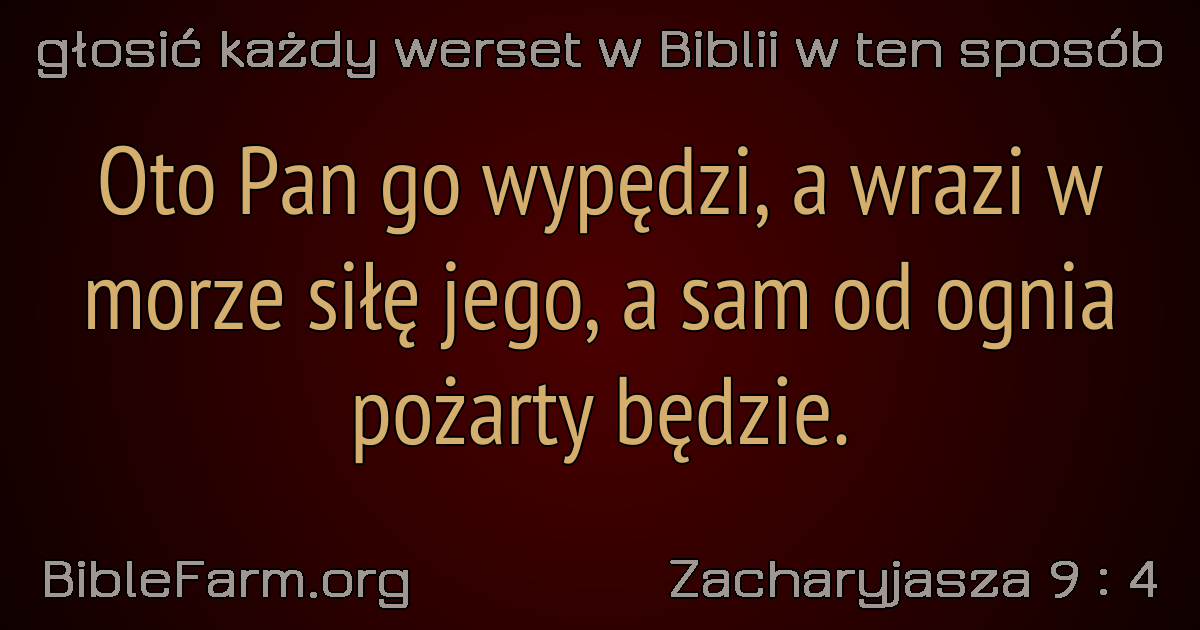 głosić każdy werset w Biblii w ten sposób
Oto Pan go wypędzi, a wrazi w
morze siłę jego, a sam od ognia
pożarty będzie.
BibleFarm.org
Zacharyjasza 9 : 4